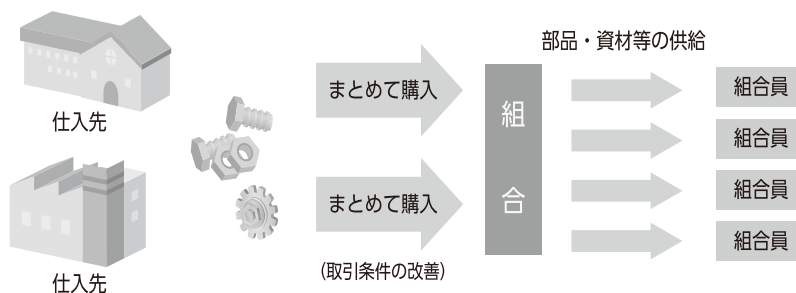 部品・資材等の供給
まとめて購入
組合員
組
仕入先
組合員
まとめて購入
組合員
合
(取引条件の改善)
組合員
仕入先